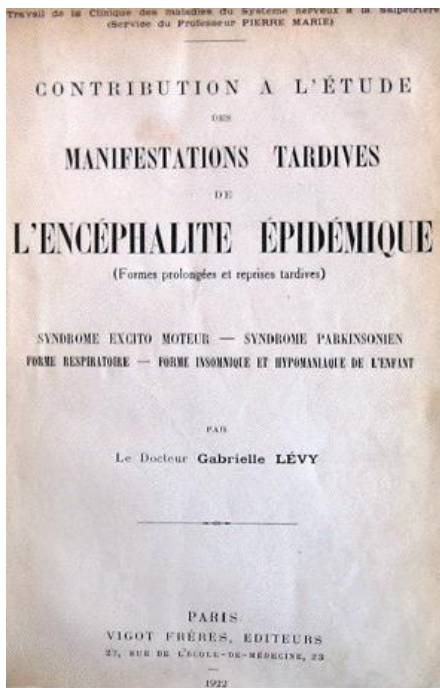 Travail de la Clinique des maladies du Système nerveux à la Salpêtrière
(Service du Professeur PIERRE MARIE)
CONTRIBUTION A L'ÉTUDE
DES
MANIFESTATIONS TARDIVES
DE
L'ENCÉPHALITE ÉPIDÉMIQUE
(Formes prolongées et reprises tardives)
SYNDROME EXCITO MOTEUR — SYNDROME PARKINSONIEN
FORME RESPIRATOIRE — FORME INSOMNIQUE ET HYPOMANIAQUE DE L'ENFANT
PAR
Le Docteur Gabrielle LÉVY
PARIS
VIGOT FRÈRES, EDITEURS
27, RUE DE L'ÉCOLE-DE-MÉDECINE, 23
1922